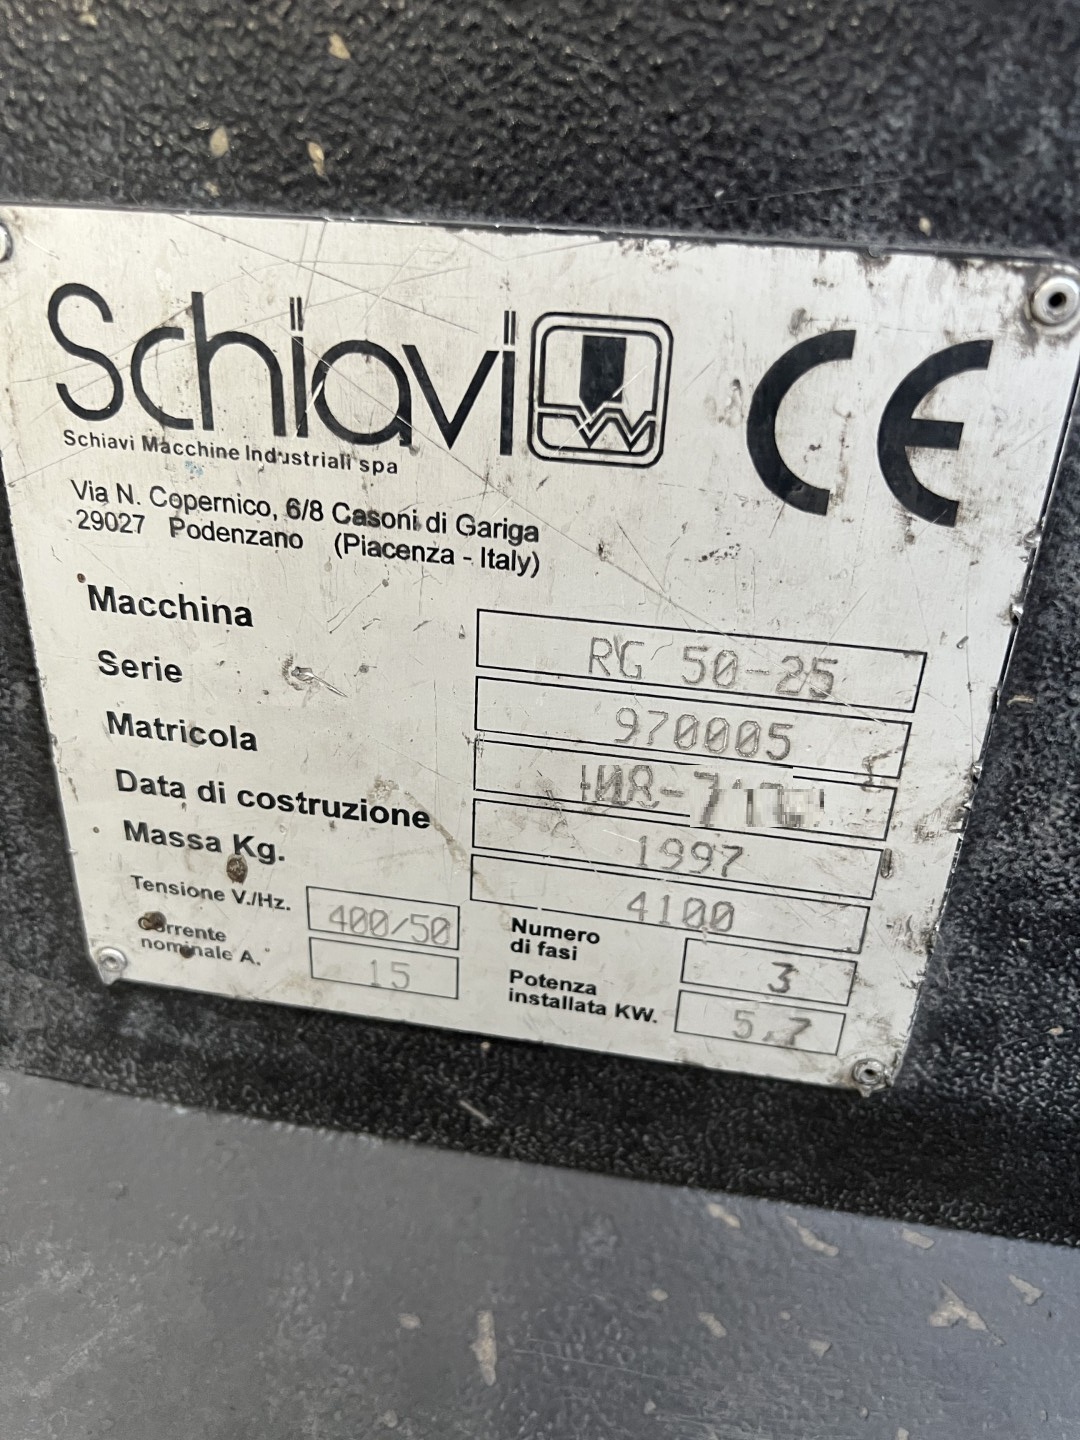 Schiavi
CE
Schiavi Macchine Industriali spa
Via N. Copernico, 6/8 Casoni di Gariga
29027 Podenzano (Piacenza - Italy)
Macchina RG 50-25
Serie 970005
Matricola
Data di costruzione 1997
Massa Kg. 4100
Tensione V./Hz. 400/50 Numero di fasi 3
Corrente nominale A. 15 Potenza installata KW. 5.7